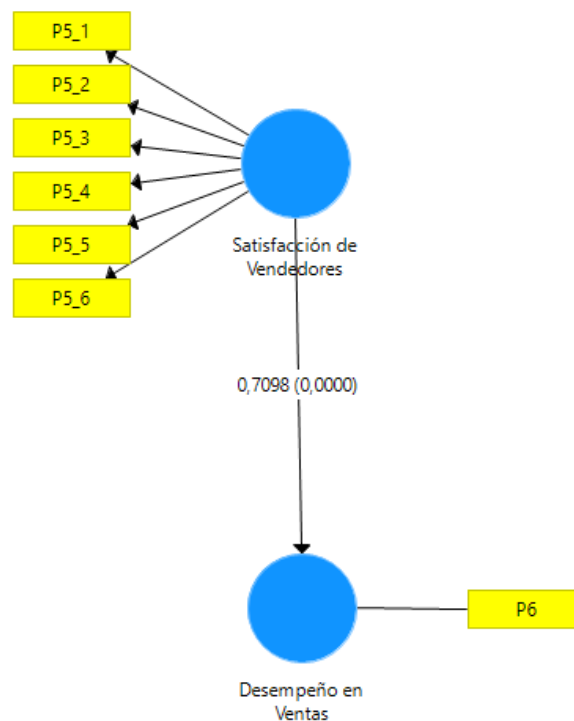 P5_1
P5_2
P5_3
P5_4
P5_5
P5_6
Satisfacción de
Vendedores
0,7098 (0,0000)
P6
Desempeño en
Ventas